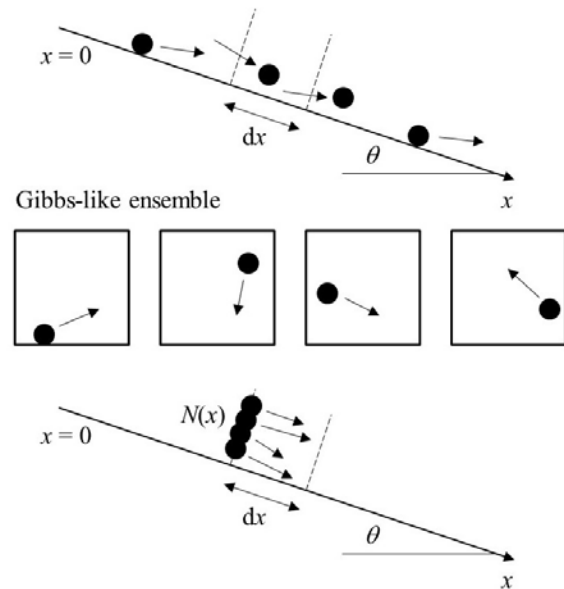 x = 0
dx
θ
x
Gibbs-like ensemble
N(x)
x = 0
dx
θ
x